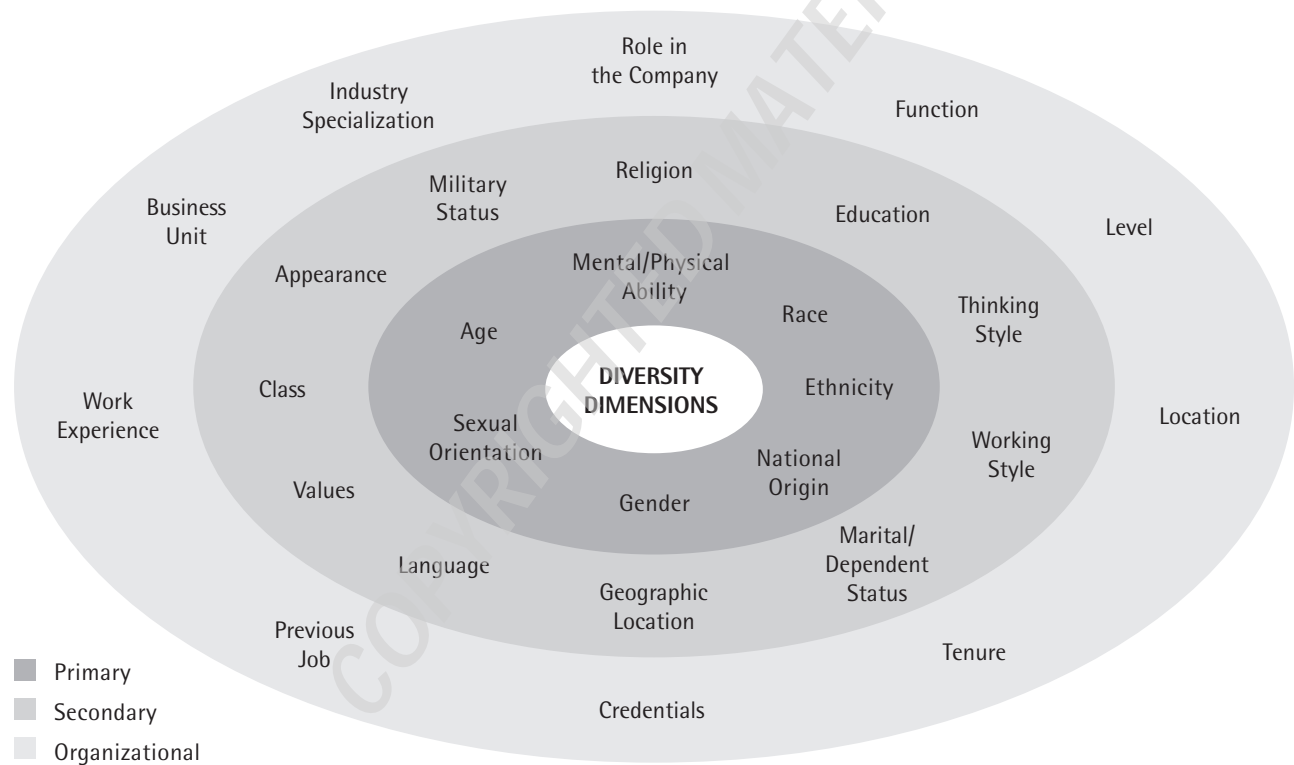 Role in
the Company
Industry
Specialization
Function
Religion
Military
Status
Education
Business
Unit
Level
Mental/Physical
Ability
Appearance
Race
Thinking
Style
Age
DIVERSITY
DIMENSIONS
Ethnicity
Class
Work
Experience
Location
Sexual
Orientation
Working
Style
National
Origin
Values
Gender
Marital/
Dependent
Status
Language
Geographic
Location
Previous
Job
Tenure
Credentials
Primary
Secondary
Organizational
COPYRIGHTED